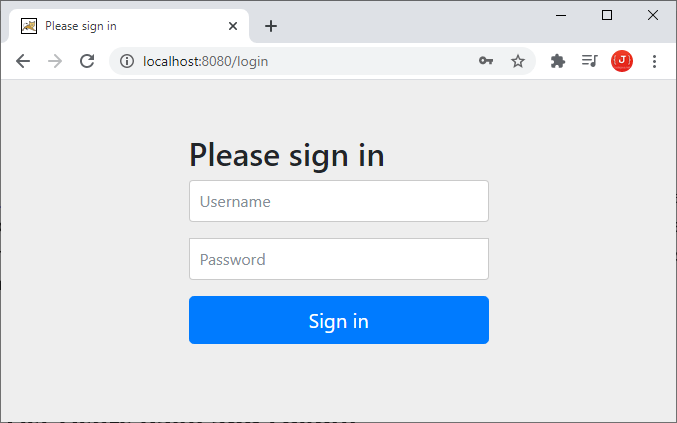 Please sign in
localhost:8080/login
J
Please sign in
Username
Password
Sign in